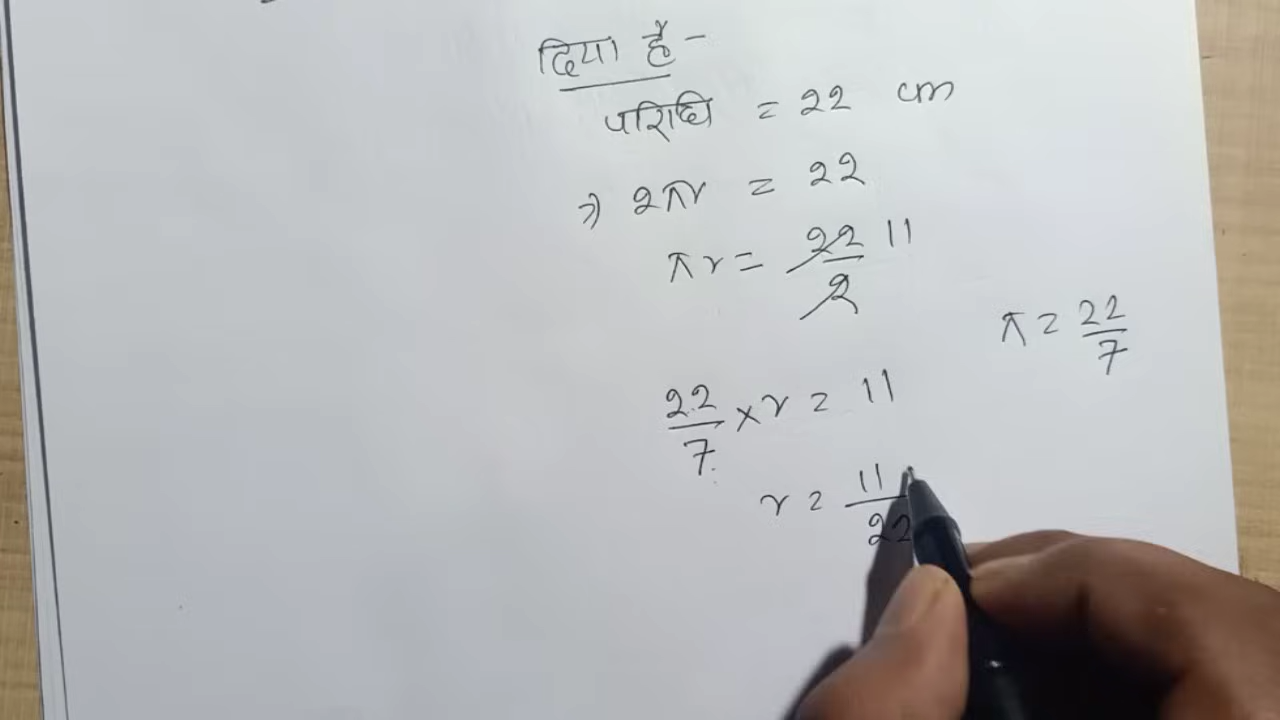 दिया है -
परिधि = 22 cm
⇒ 2πr = 22
πr = 22/2 11
π = 22/7
22/7 × r = 11
r = 11/22